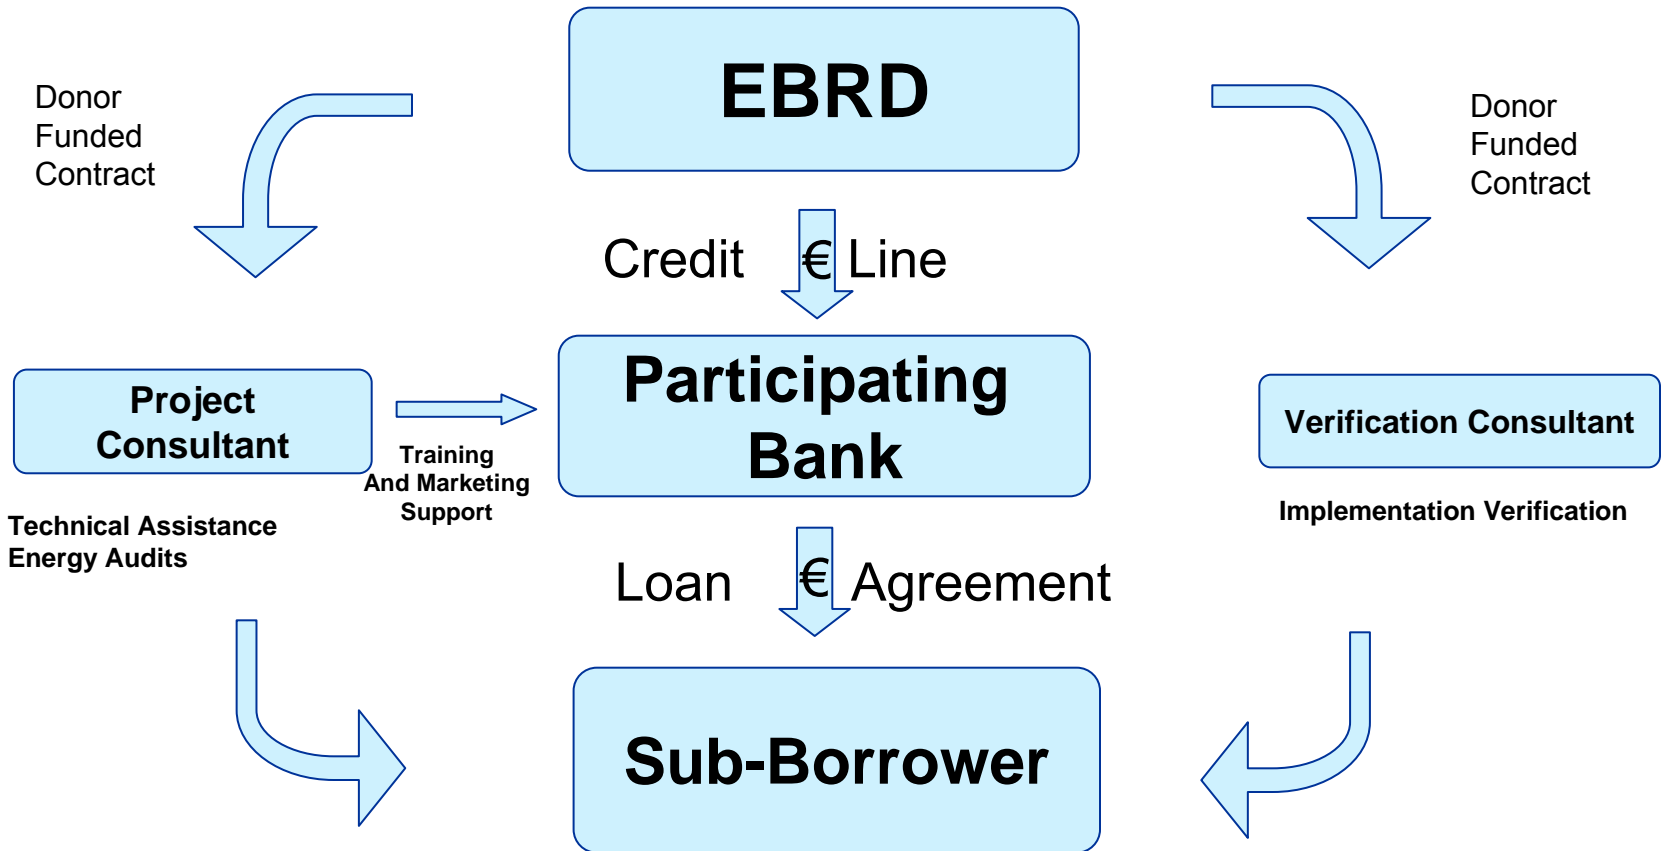 EBRD
Donor
Funded
Contract
Donor
Funded
Contract
Credit € Line
Participating
Bank
Project
Consultant
Verification Consultant
Training
And Marketing
Support
Technical Assistance
Energy Audits
Implementation Verification
Loan € Agreement
Sub-Borrower